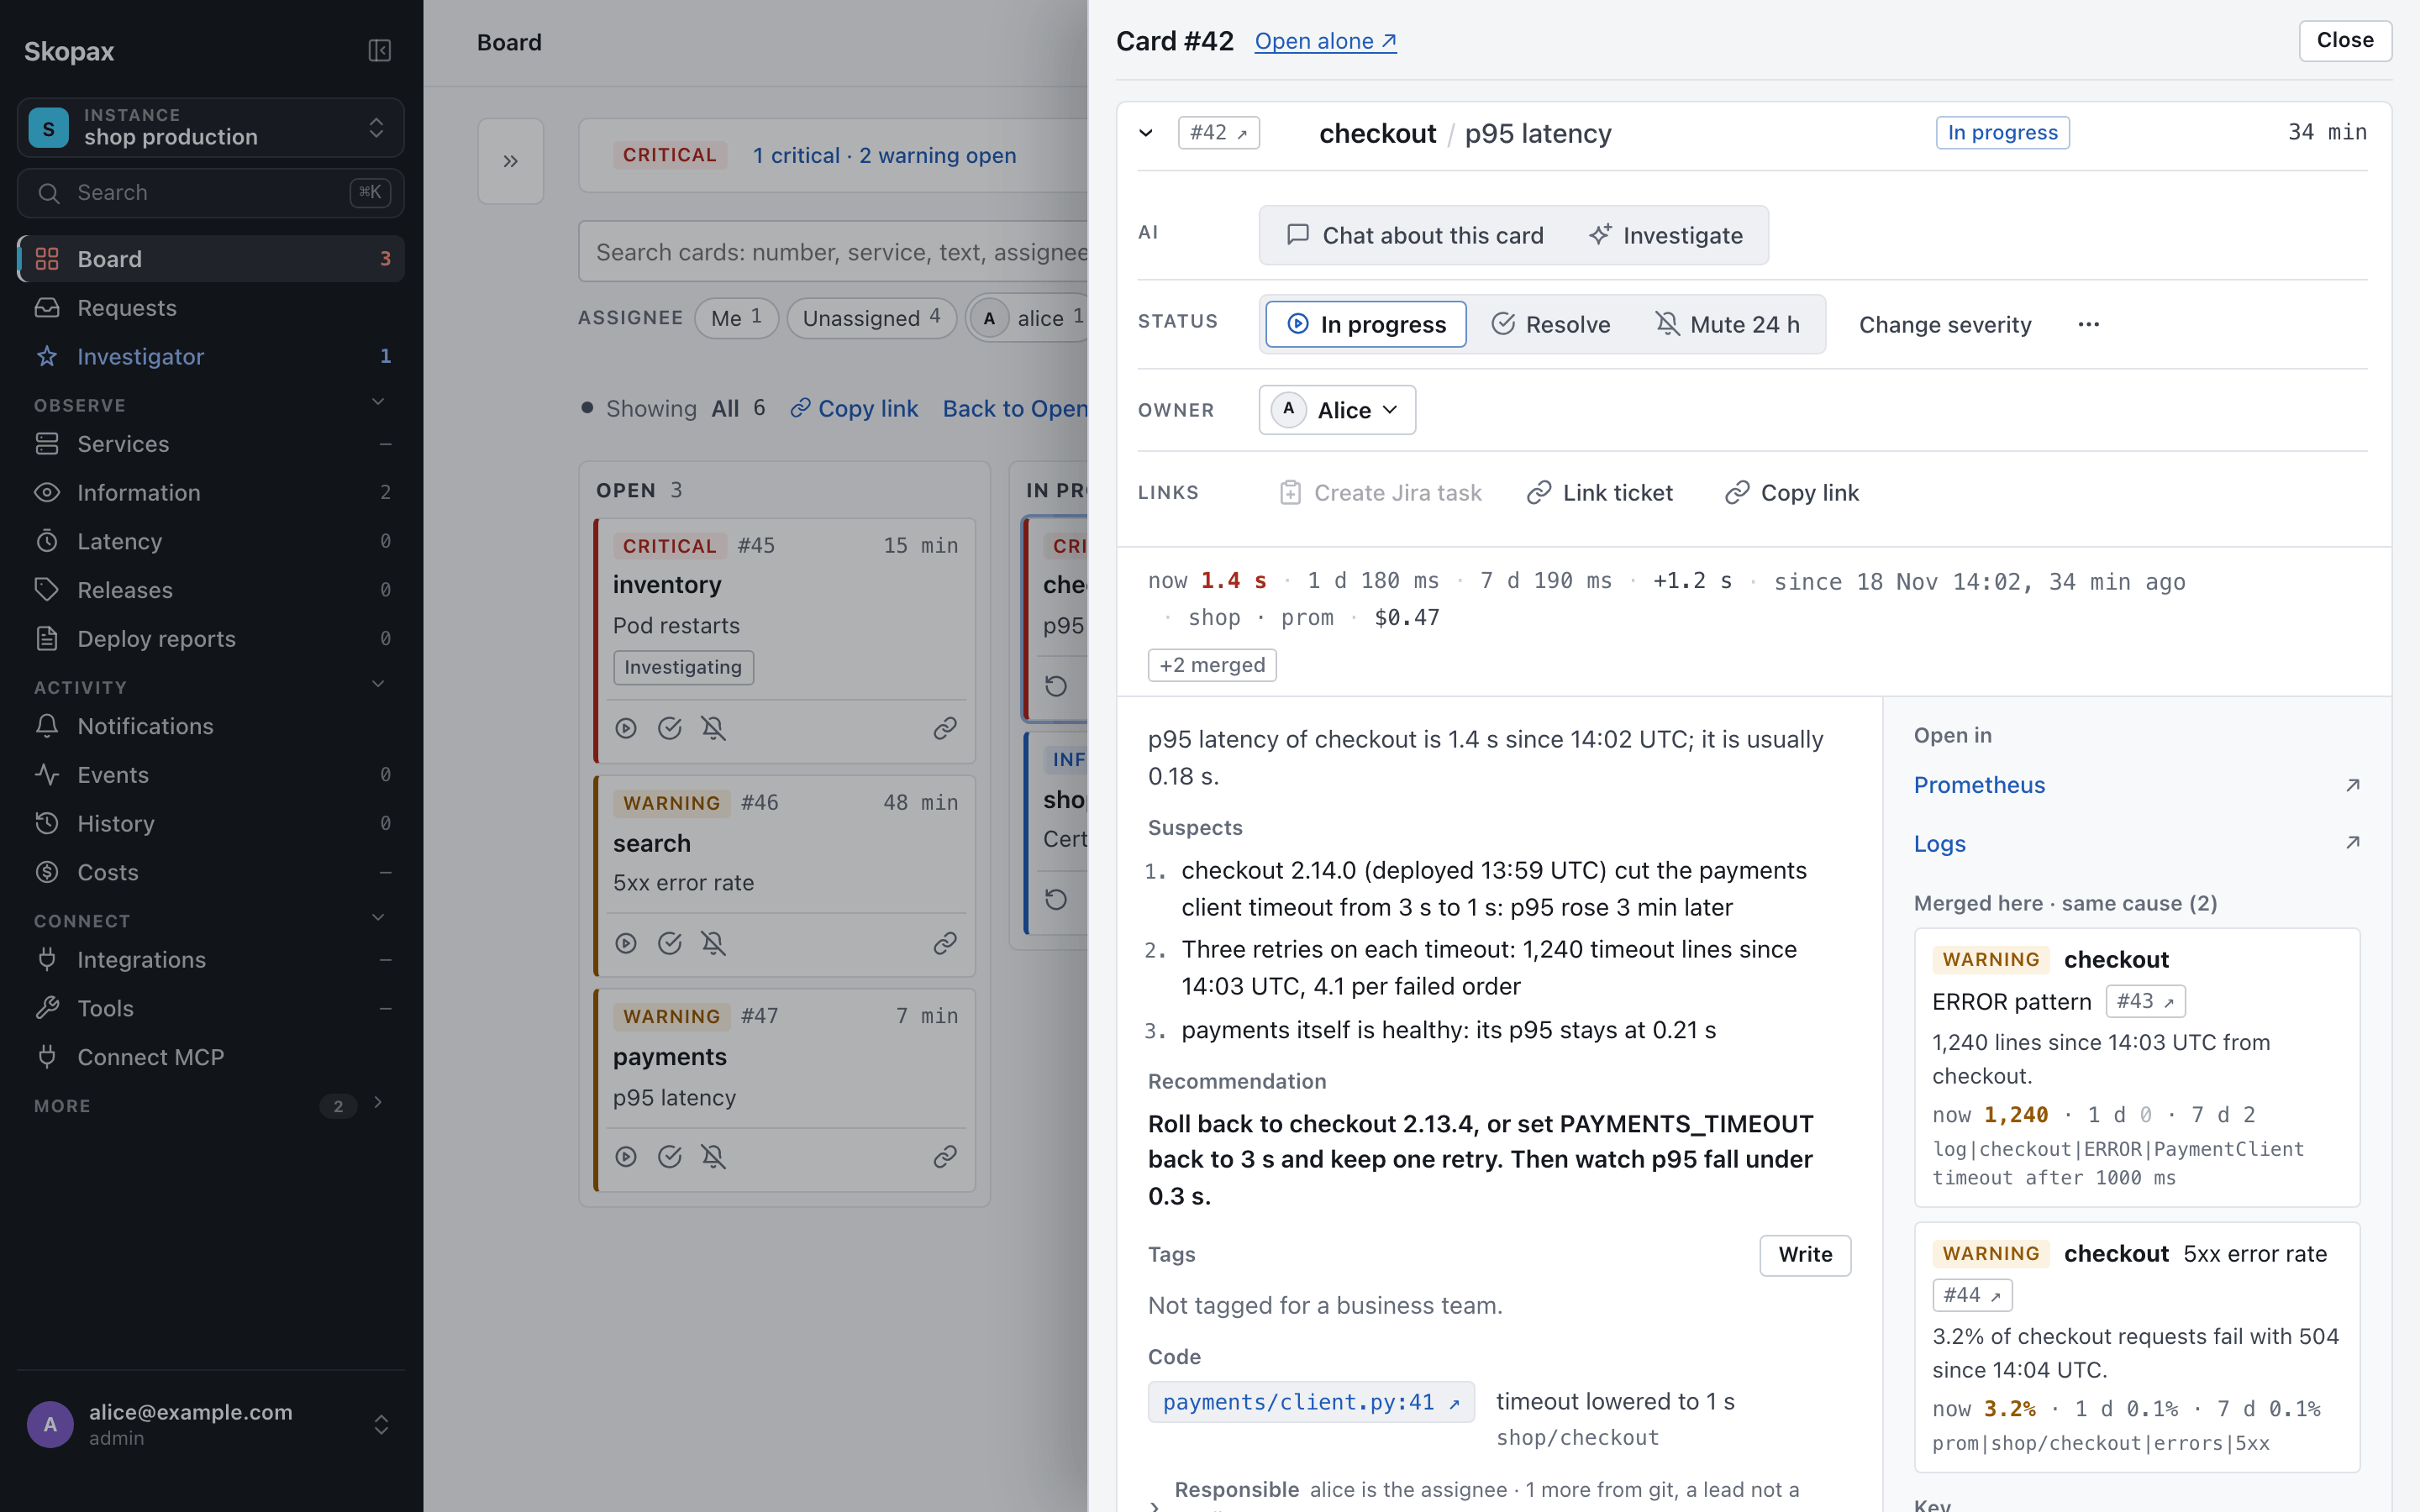 Skopax
INSTANCE
S shop production
Search ⌘K
Board 3
Requests
Investigator 1
OBSERVE
Services –
Information 2
Latency 0
Releases 0
Deploy reports 0
ACTIVITY
Notifications
Events 0
History 0
Costs –
CONNECT
Integrations –
Tools –
Connect MCP
MORE 2
A alice@example.com
admin
Board
CRITICAL 1 critical · 2 warning open
Search cards: number, service, text, assignee
ASSIGNEE Me 1 Unassigned 4 A alice 1
Showing All 6 Copy link Back to Open
OPEN 3
CRITICAL #45 15 min
inventory
Pod restarts
Investigating
WARNING #46 48 min
search
5xx error rate
WARNING #47 7 min
payments
p95 latency
IN PR
CRI
che
p95
INF
sho
Cert
Card #42 Open alone ↗ Close
#42 ↗ checkout / p95 latency In progress 34 min
AI Chat about this card Investigate
STATUS In progress Resolve Mute 24 h Change severity ···
OWNER A Alice
LINKS Create Jira task Link ticket Copy link
now 1.4 s · 1 d 180 ms · 7 d 190 ms · +1.2 s · since 18 Nov 14:02, 34 min ago
· shop · prom · $0.47
+2 merged
p95 latency of checkout is 1.4 s since 14:02 UTC; it is usually
0.18 s.
Suspects
1. checkout 2.14.0 (deployed 13:59 UTC) cut the payments
client timeout from 3 s to 1 s: p95 rose 3 min later
2. Three retries on each timeout: 1,240 timeout lines since
14:03 UTC, 4.1 per failed order
3. payments itself is healthy: its p95 stays at 0.21 s
Recommendation
Roll back to checkout 2.13.4, or set PAYMENTS_TIMEOUT
back to 3 s and keep one retry. Then watch p95 fall under
0.3 s.
Tags Write
Not tagged for a business team.
Code
payments/client.py:41 ↗ timeout lowered to 1 s
shop/checkout
Responsible alice is the assignee · 1 more from git, a lead not a
Open in
Prometheus ↗
Logs ↗
Merged here · same cause (2)
WARNING checkout
ERROR pattern #43 ↗
1,240 lines since 14:03 UTC from
checkout.
now 1,240 · 1 d 0 · 7 d 2
log|checkout|ERROR|PaymentClient
timeout after 1000 ms
WARNING checkout 5xx error rate
#44 ↗
3.2% of checkout requests fail with 504
since 14:04 UTC.
now 3.2% · 1 d 0.1% · 7 d 0.1%
prom|shop/checkout|errors|5xx
Key